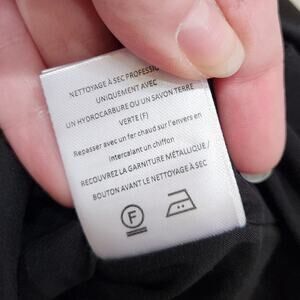 NETTOYAGE À SEC PROFESSI
UNIQUEMENT AVEC
UN HYDROCARBURE OU UN SAVON TERRE
VERTE (F)
Repasser avec un fer chaud sur l'envers en
intercalant un chiffon
RECOUVREZ LA GARNITURE MÉTALLIQUE /
BOUTON AVANT LE NETTOYAGE À SEC
F